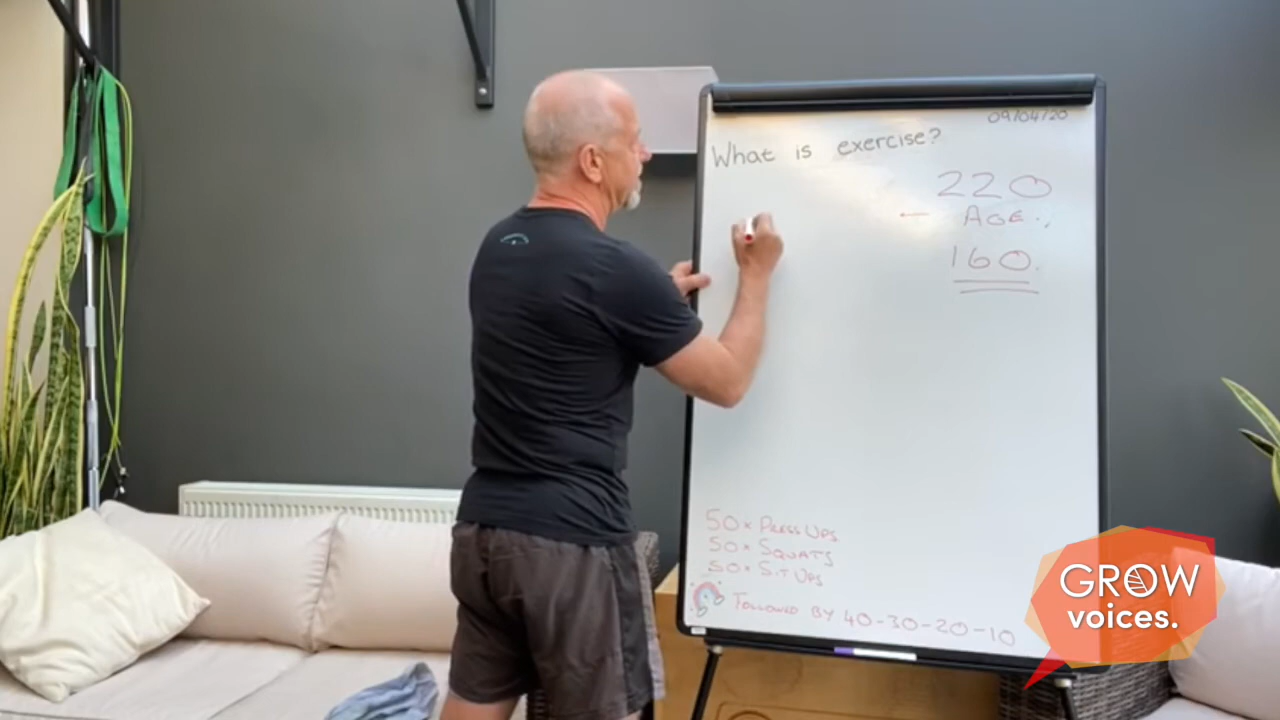 09/04/20
What is exercise?
220
- AGE.
160.
50x PRESS UPS
50x SQUATS
50x SIT UPS
FOLLOWED BY 40-30-20-10
GROW
voices.